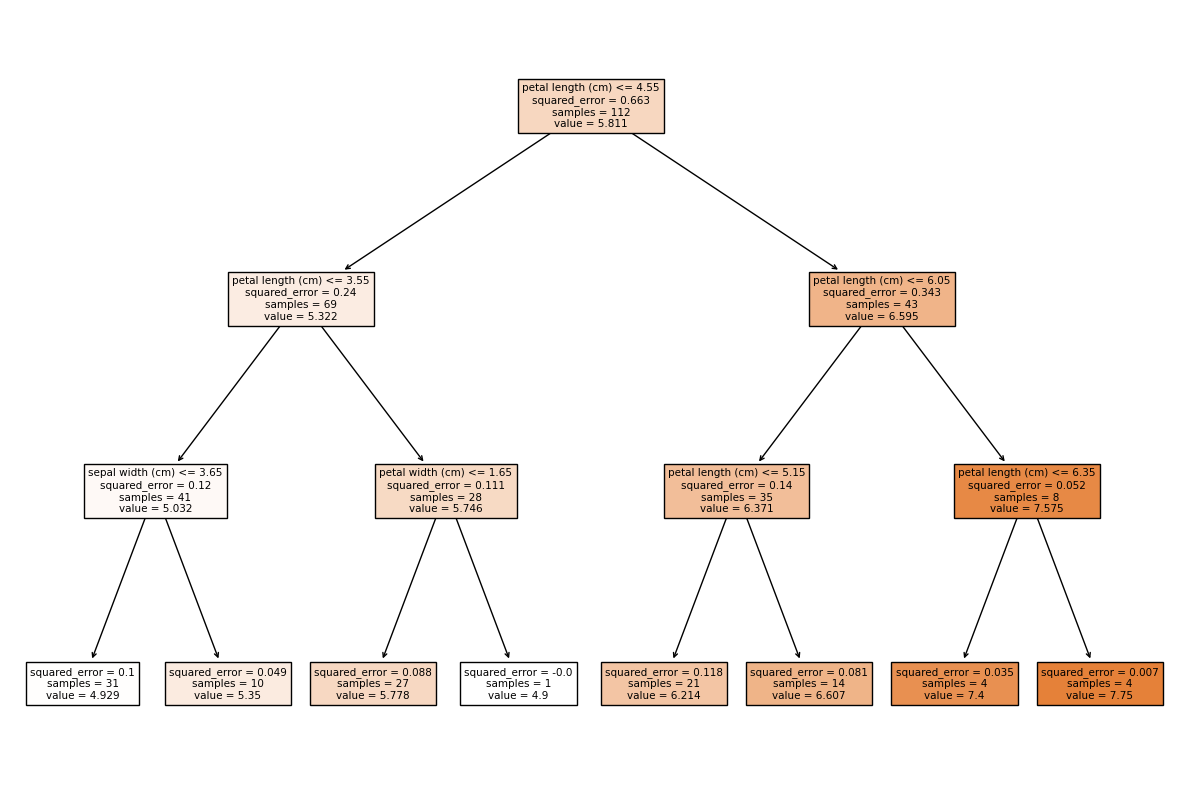 petal length (cm) <= 4.55
squared_error = 0.663
samples = 112
value = 5.811
petal length (cm) <= 3.55
squared_error = 0.24
samples = 69
value = 5.322
petal length (cm) <= 6.05
squared_error = 0.343
samples = 43
value = 6.595
sepal width (cm) <= 3.65
squared_error = 0.12
samples = 41
value = 5.032
petal width (cm) <= 1.65
squared_error = 0.111
samples = 28
value = 5.746
petal length (cm) <= 5.15
squared_error = 0.14
samples = 35
value = 6.371
petal length (cm) <= 6.35
squared_error = 0.052
samples = 8
value = 7.575
squared_error = 0.1
samples = 31
value = 4.929
squared_error = 0.049
samples = 10
value = 5.35
squared_error = 0.088
samples = 27
value = 5.778
squared_error = -0.0
samples = 1
value = 4.9
squared_error = 0.118
samples = 21
value = 6.214
squared_error = 0.081
samples = 14
value = 6.607
squared_error = 0.035
samples = 4
value = 7.4
squared_error = 0.007
samples = 4
value = 7.75